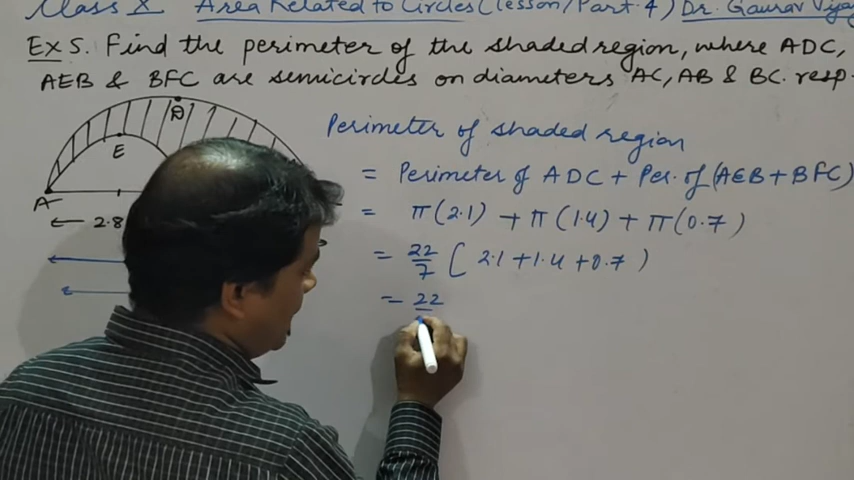 Class X Area Related to Circles (lesson/Part.4) Dr. Gaurav
Ex 5. Find the perimeter of the shaded region, where ADC,
AEB & BFC are semicircles on diameters AC, AB & BC. resp.
D
E
A
2.8
Perimeter of shaded region
= Perimeter of ADC + Per. of (AEB + BFC)
= π(2.1) + π(1.4) + π(0.7)
= 22/7 [ 2.1 + 1.4 + 0.7 )
= 22